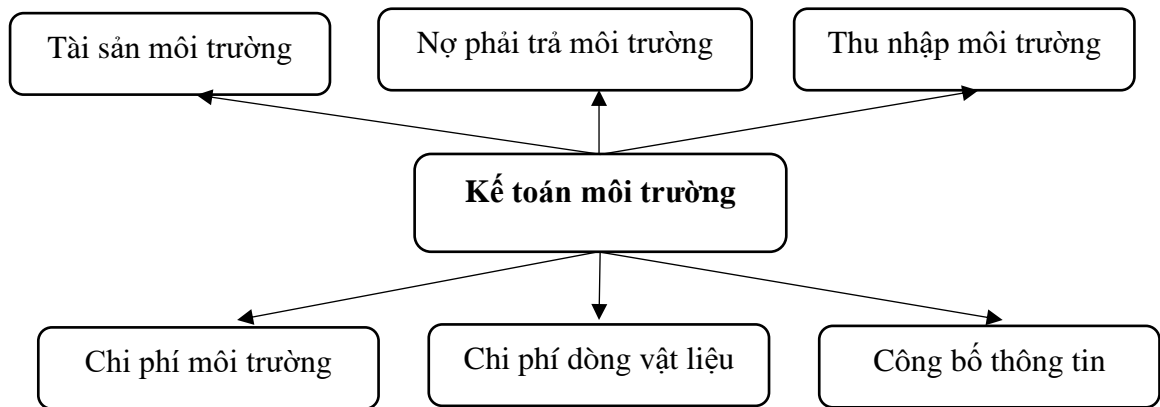 Tài sản môi trường
Nợ phải trả môi trường
Thu nhập môi trường
Kế toán môi trường
Chi phí môi trường
Chi phí dòng vật liệu
Công bố thông tin